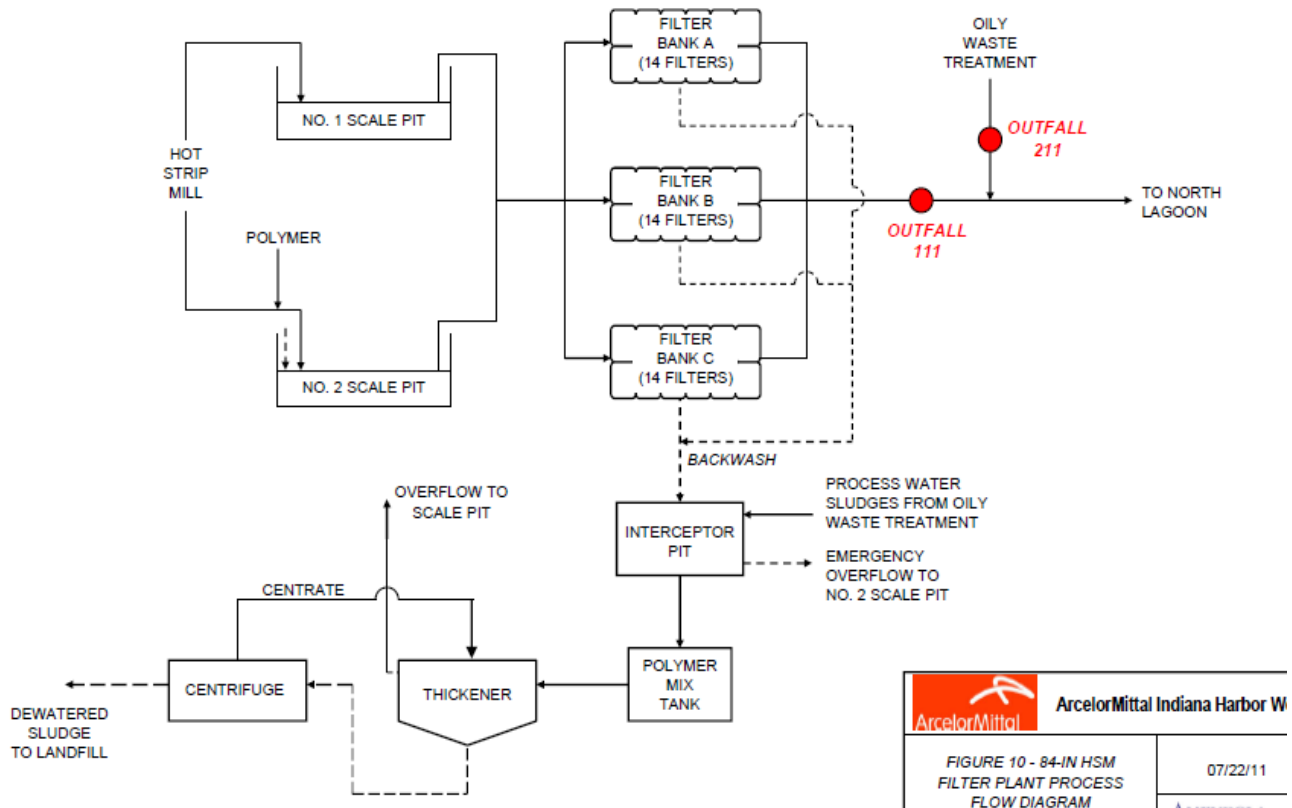 FILTER
BANK A
(14 FILTERS)
OILY
WASTE
TREATMENT
NO. 1 SCALE PIT
OUTFALL
211
HOT
STRIP
MILL
FILTER
BANK B
(14 FILTERS)
TO NORTH
LAGOON
OUTFALL
111
POLYMER
FILTER
BANK C
(14 FILTERS)
NO. 2 SCALE PIT
BACKWASH
OVERFLOW TO
SCALE PIT
PROCESS WATER
SLUDGES FROM OILY
WASTE TREATMENT
INTERCEPTOR
PIT
EMERGENCY
OVERFLOW TO
NO. 2 SCALE PIT
CENTRATE
CENTRIFUGE
THICKENER
POLYMER
MIX
TANK
DEWATERED
SLUDGE
TO LANDFILL
ArcelorMittal
ArcelorMittal Indiana Harbor W
FIGURE 10 - 84-IN HSM
FILTER PLANT PROCESS
FLOW DIAGRAM
07/22/11